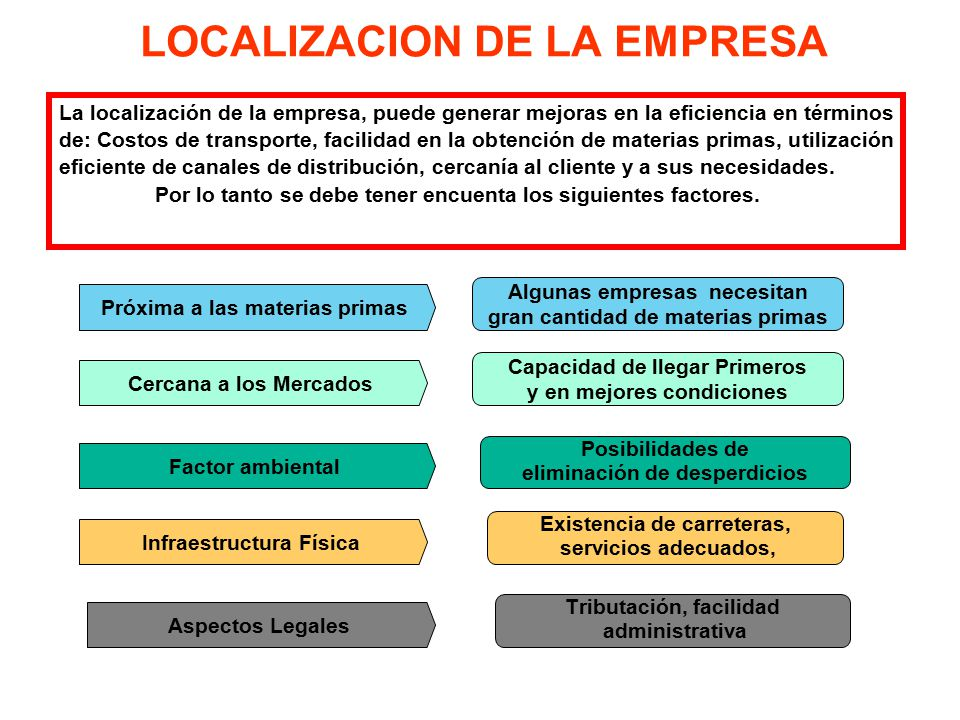 LOCALIZACION DE LA EMPRESA
La localización de la empresa, puede generar mejoras en la eficiencia en términos
de: Costos de transporte, facilidad en la obtención de materias primas, utilización
eficiente de canales de distribución, cercanía al cliente y a sus necesidades.
Por lo tanto se debe tener encuenta los siguientes factores.
Próxima a las materias primas
Algunas empresas necesitan
gran cantidad de materias primas
Cercana a los Mercados
Capacidad de llegar Primeros
y en mejores condiciones
Factor ambiental
Posibilidades de
eliminación de desperdicios
Infraestructura Física
Existencia de carreteras,
servicios adecuados,
Aspectos Legales
Tributación, facilidad
administrativa